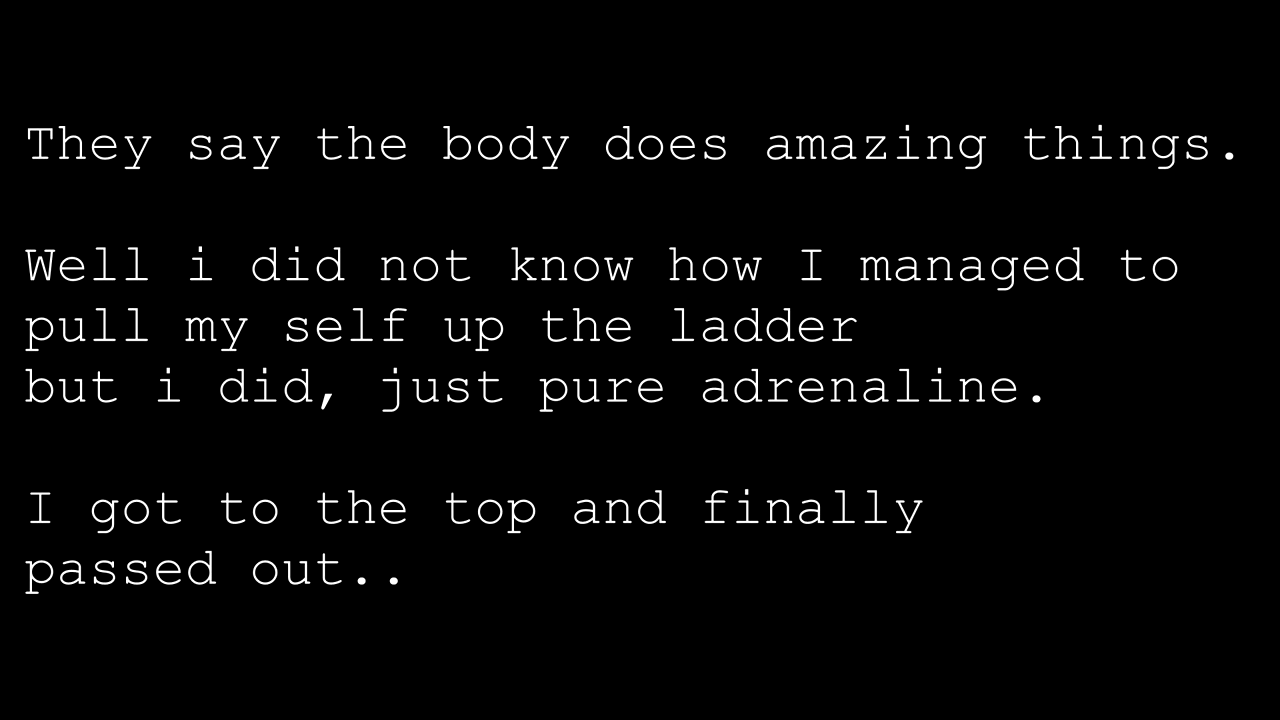 They say the body does amazing things.
Well i did not know how I managed to
pull my self up the ladder
but i did, just pure adrenaline.
I got to the top and finally
passed out..